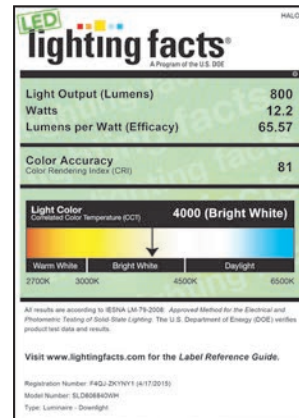 HALO
LED
lighting facts®
A Program of the U.S. DOE
Light Output (Lumens) 800
Watts 12.2
Lumens per Watt (Efficacy) 65.57
Color Accuracy 81
Color Rendering Index (CRI)
Light Color 4000 (Bright White)
Correlated Color Temperature (CCT)
Warm White Bright White Daylight
2700K 3000K 4500K 6500K
All results are according to IESNA LM-79-2008: Approved Method for the Electrical and
Photometric Testing of Solid-State Lighting. The U.S. Department of Energy (DOE) verifies
product test data and results.
Visit www.lightingfacts.com for the Label Reference Guide.
Registration Number: F4QJ-ZKYNY1 (4/17/2015)
Model Number: SLD606840WH
Type: Luminaire - Downlight